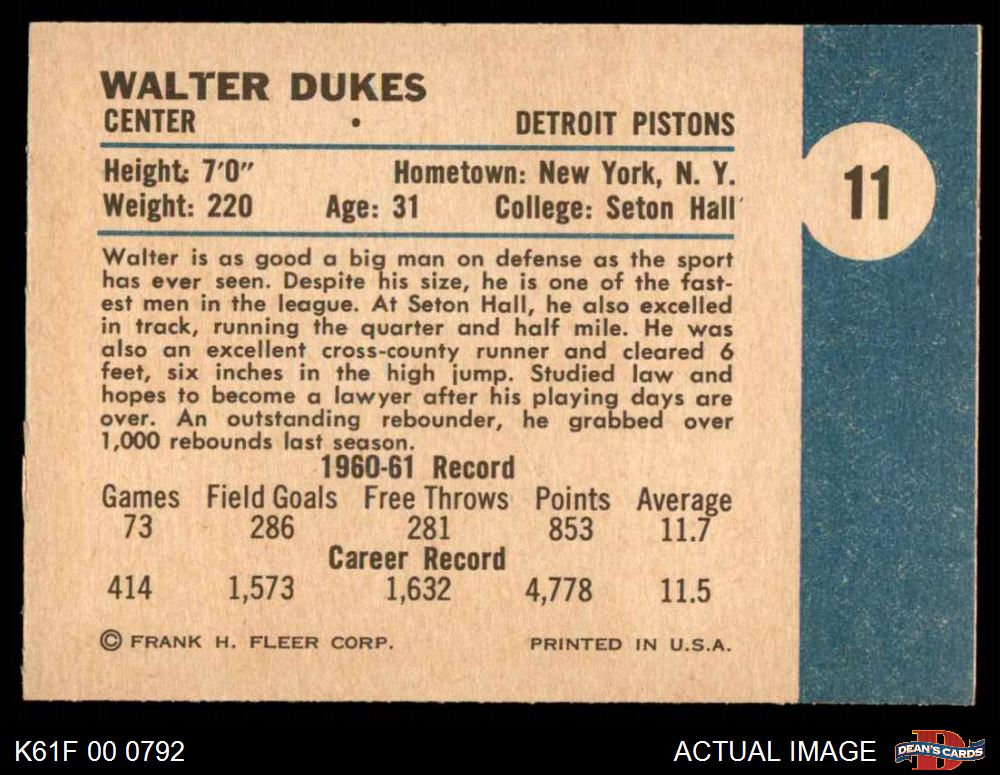 WALTER DUKES
CENTER • DETROIT PISTONS
Height: 7'0" Hometown: New York, N. Y.
Weight: 220 Age: 31 College: Seton Hall
11
Walter is as good a big man on defense as the sport
has ever seen. Despite his size, he is one of the fast-
est men in the league. At Seton Hall, he also excelled
in track, running the quarter and half mile. He was
also an excellent cross-county runner and cleared 6
feet, six inches in the high jump. Studied law and
hopes to become a lawyer after his playing days are
over. An outstanding rebounder, he grabbed over
1,000 rebounds last season.
1960-61 Record
Games Field Goals Free Throws Points Average
73 286 281 853 11.7
Career Record
414 1,573 1,632 4,778 11.5
© FRANK H. FLEER CORP. PRINTED IN U.S.A.
K61F 00 0792 ACTUAL IMAGE D DEAN'S CARDS